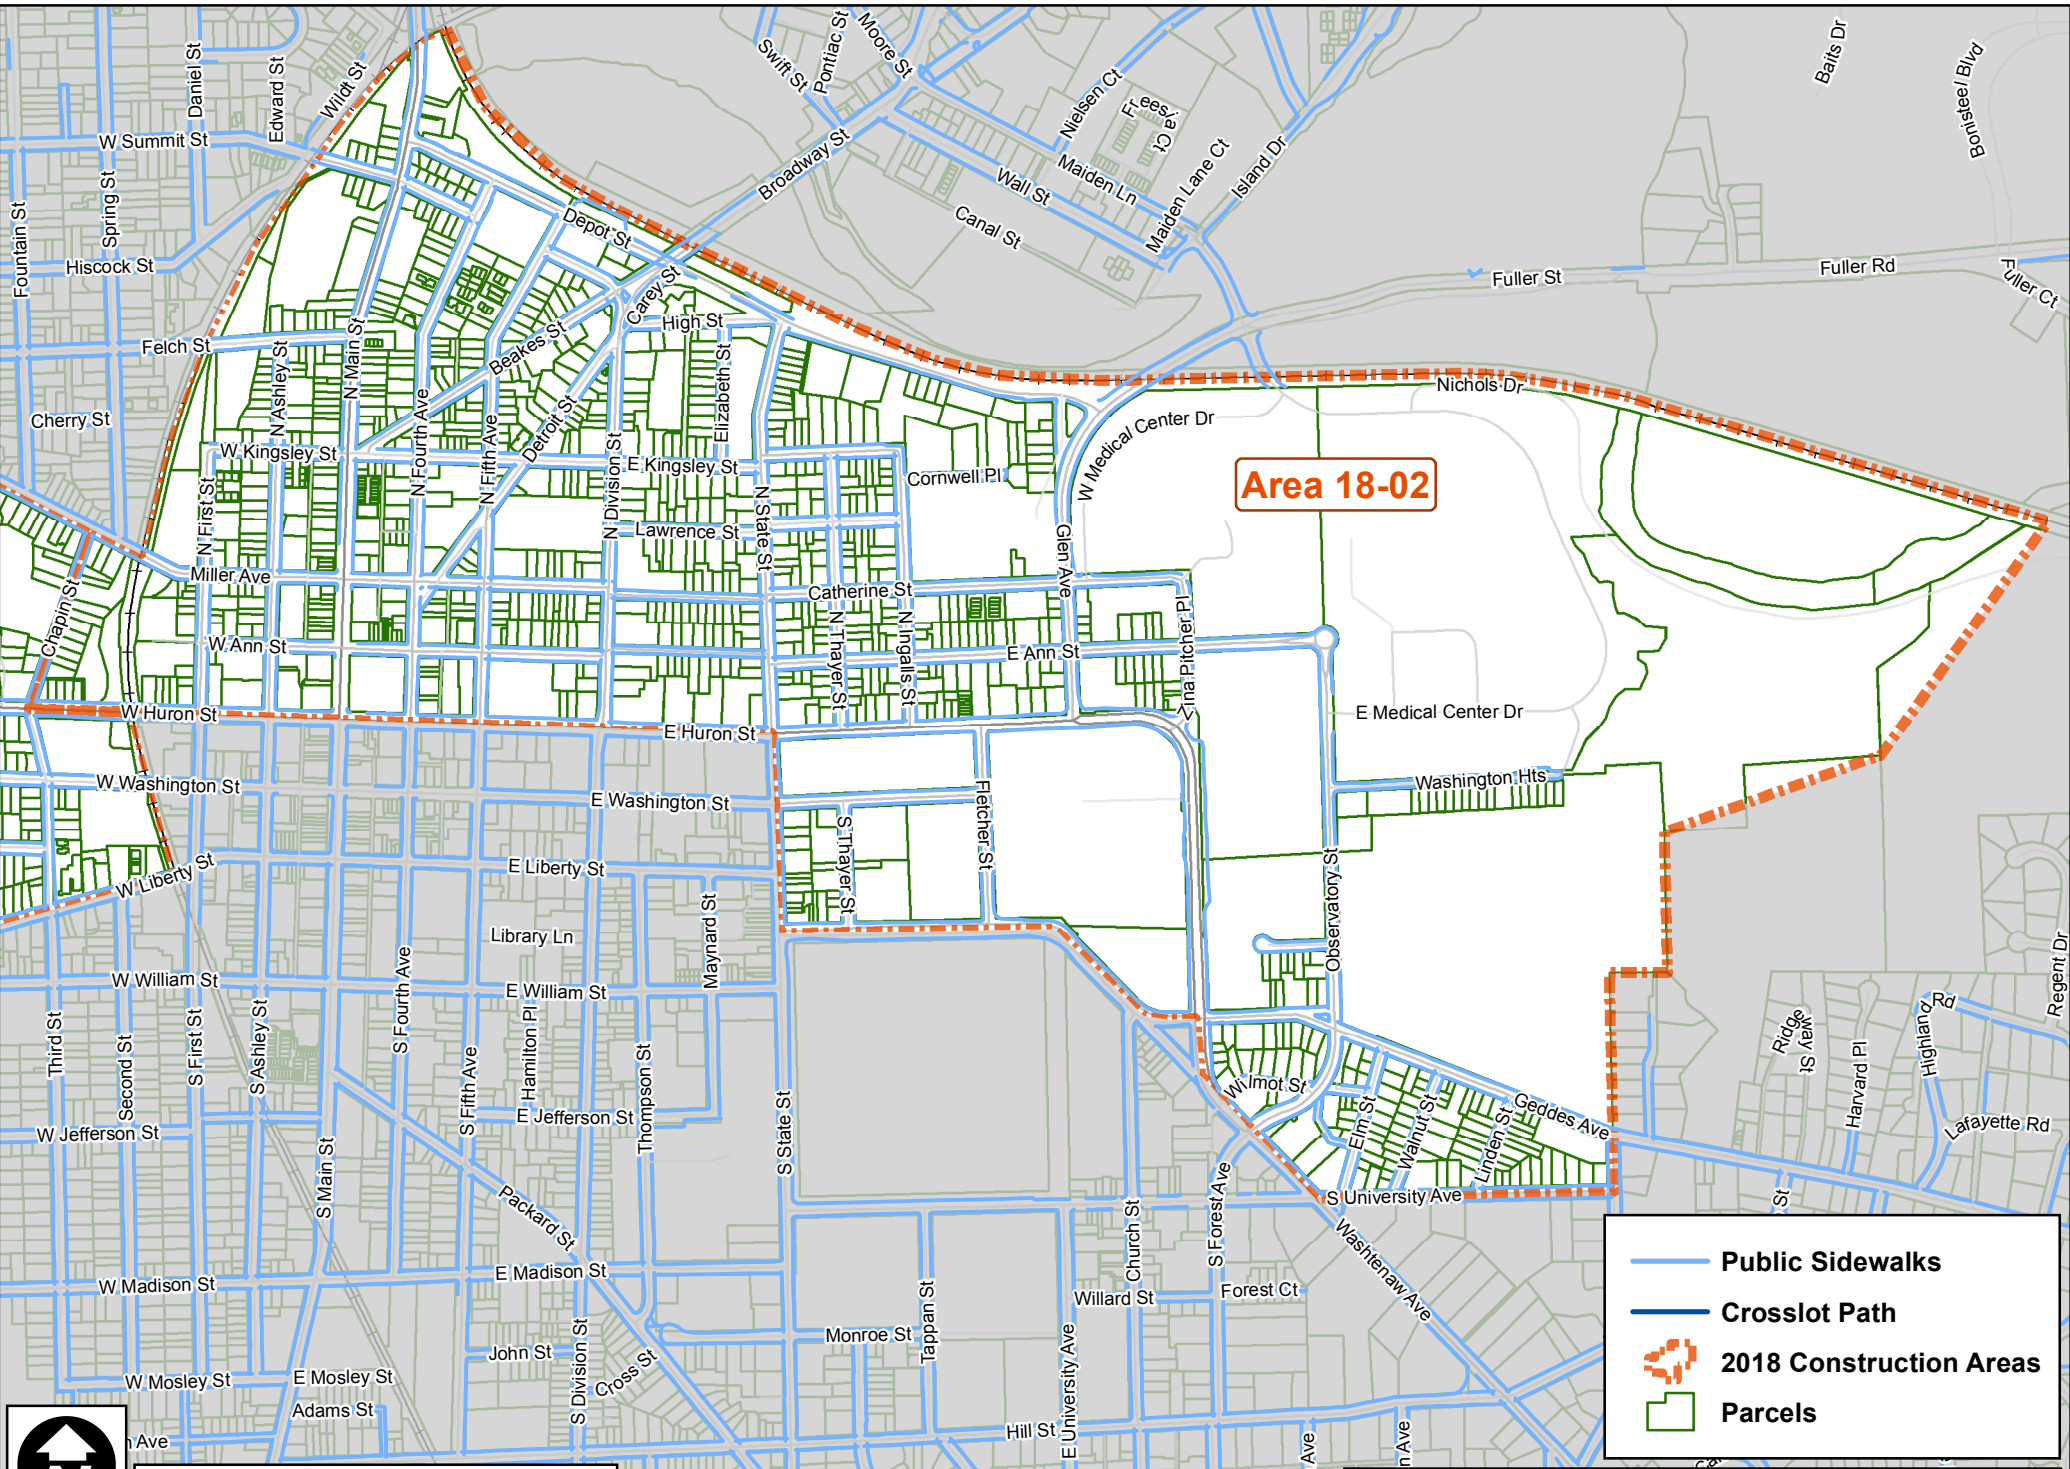 Daniel St
Edward St
Wildt St
Swift St
Pontiac St
Moore St
Nielsen Ct
Freesia Ct
Baits Dr
Bonisteel Blvd
W Summit St
Broadway St
Maiden Ln
Maiden Lane Ct
Island Dr
Wall St
Canal St
Fountain St
Spring St
Hiscock St
Depot St
Carey St
High St
Fuller St
Fuller Rd
Fuller Ct
Felch St
N Ashley St
N Main St
Beakes St
Elizabeth St
Nichols Dr
Cherry St
N Fourth Ave
N Fifth Ave
Detroit St
N Division St
W Medical Center Dr
W Kingsley St
E Kingsley St
Cornwell Pl
Area 18-02
N First St
Lawrence St
N State St
Glen Ave
Miller Ave
Catherine St
Chapin St
W Ann St
N Thayer St
N Ingalls St
E Ann St
Zina Pitcher Pl
W Huron St
E Huron St
E Medical Center Dr
W Washington St
E Washington St
Washington Hts
Fletcher St
S Thayer St
W Liberty St
E Liberty St
Observatory St
Maynard St
Library Ln
W William St
E William St
S Fourth Ave
Regent Dr
Third St
Second St
S First St
S Ashley St
S Fifth Ave
Hamilton Pl
Thompson St
Highland Rd
Ridgeway St
Harvard Pl
Wilmot St
Elm St
Walnut St
Linden St
Geddes Ave
Lafayette Rd
W Jefferson St
E Jefferson St
S Main St
S State St
Packard St
S University Ave
S Forest Ave
Church St
St
Washtenaw Ave
W Madison St
E Madison St
Tappan St
Willard St
Forest Ct
Monroe St
John St
S Division St
Cross St
E University Ave
W Mosley St
E Mosley St
Adams St
Hill St
Ave
Ave
n Ave
Public Sidewalks
Crosslot Path
2018 Construction Areas
Parcels